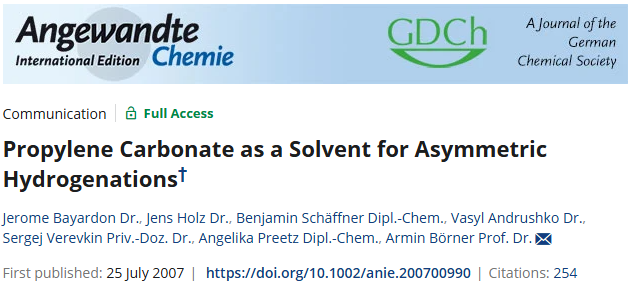 Angewandte
International Edition Chemie
GDCh
A Journal of the
German
Chemical Society
Communication | Full Access
Propylene Carbonate as a Solvent for Asymmetric
Hydrogenations†
Jerome Bayardon Dr., Jens Holz Dr., Benjamin Schäffner Dipl.-Chem., Vasyl Andrushko Dr.,
Sergej Verevkin Priv.-Doz. Dr., Angelika Preetz Dipl.-Chem., Armin Börner Prof. Dr.
First published: 25 July 2007 | https://doi.org/10.1002/anie.200700990 | Citations: 254